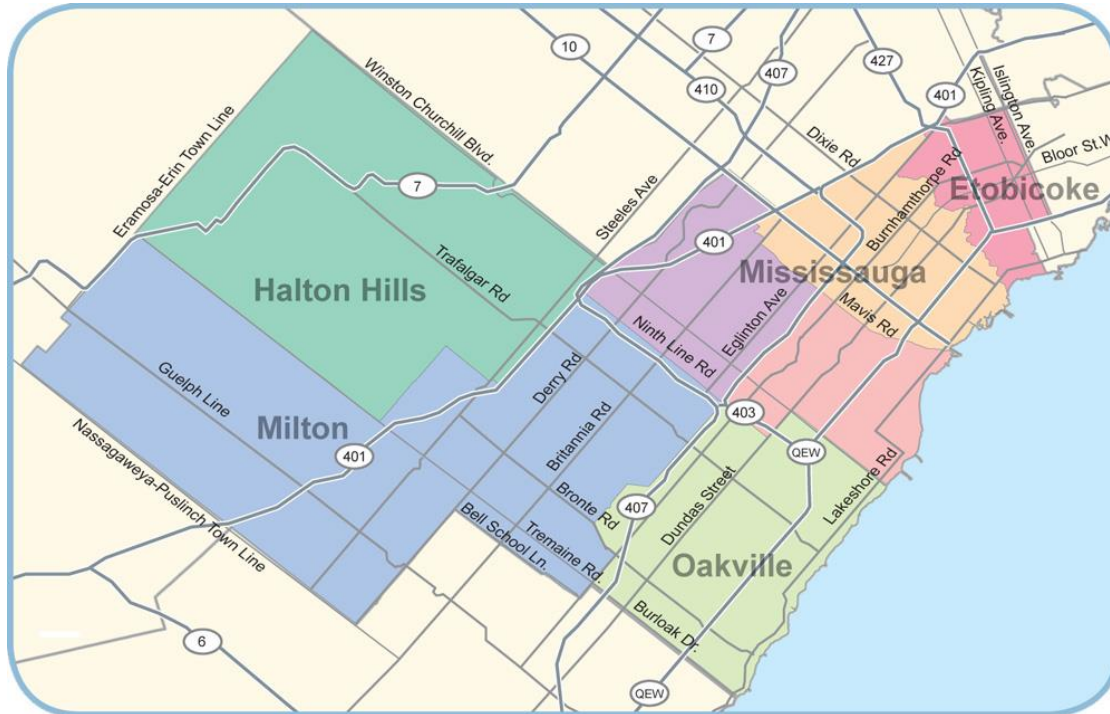 10
7
407
427
410
401
Islington Ave.
Kipling Ave.
Bloor St.W
Winston Churchill Blvd.
Eramosa-Erin Town Line
Dixie Rd
Burnhamthorpe Rd
Etobicoke
Steeles Ave
7
401
Trafalgar Rd
Halton Hills
Mississauga
Mavis Rd
Eglinton Ave
Ninth Line Rd
Derry Rd
Guelph Line
Milton
401
Britannia Rd
403
QEW
Nassagaweya-Puslinch Town Line
Bronte Rd
Dundas Street
Lakeshore Rd
407
Bell School Ln.
Tremaine Rd.
Oakville
Burloak Dr.
6
QEW